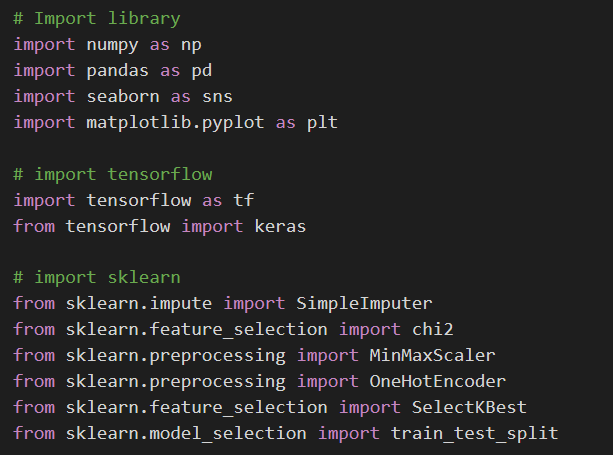 # Import library
import numpy as np
import pandas as pd
import seaborn as sns
import matplotlib.pyplot as plt
# import tensorflow
import tensorflow as tf
from tensorflow import keras
# import sklearn
from sklearn.impute import SimpleImputer
from sklearn.feature_selection import chi2
from sklearn.preprocessing import MinMaxScaler
from sklearn.preprocessing import OneHotEncoder
from sklearn.feature_selection import SelectKBest
from sklearn.model_selection import train_test_split